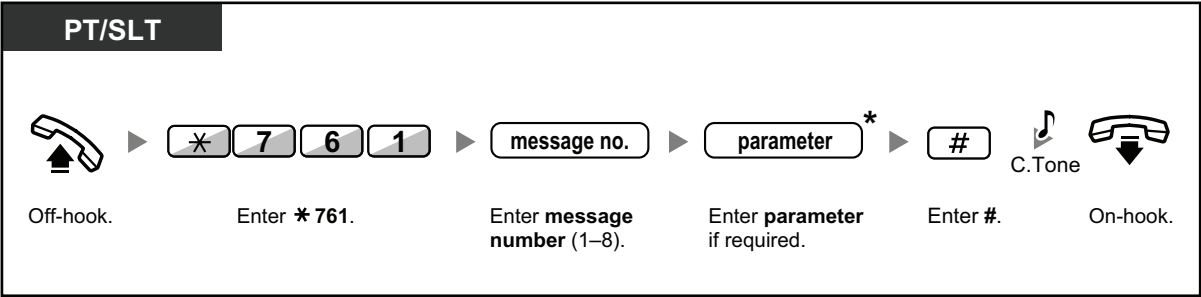 PT/SLT
✱ 7 6 1 message no. parameter * #
C.Tone
Off-hook. Enter ✱ 761. Enter message Enter parameter Enter #. On-hook.
number (1–8). if required.